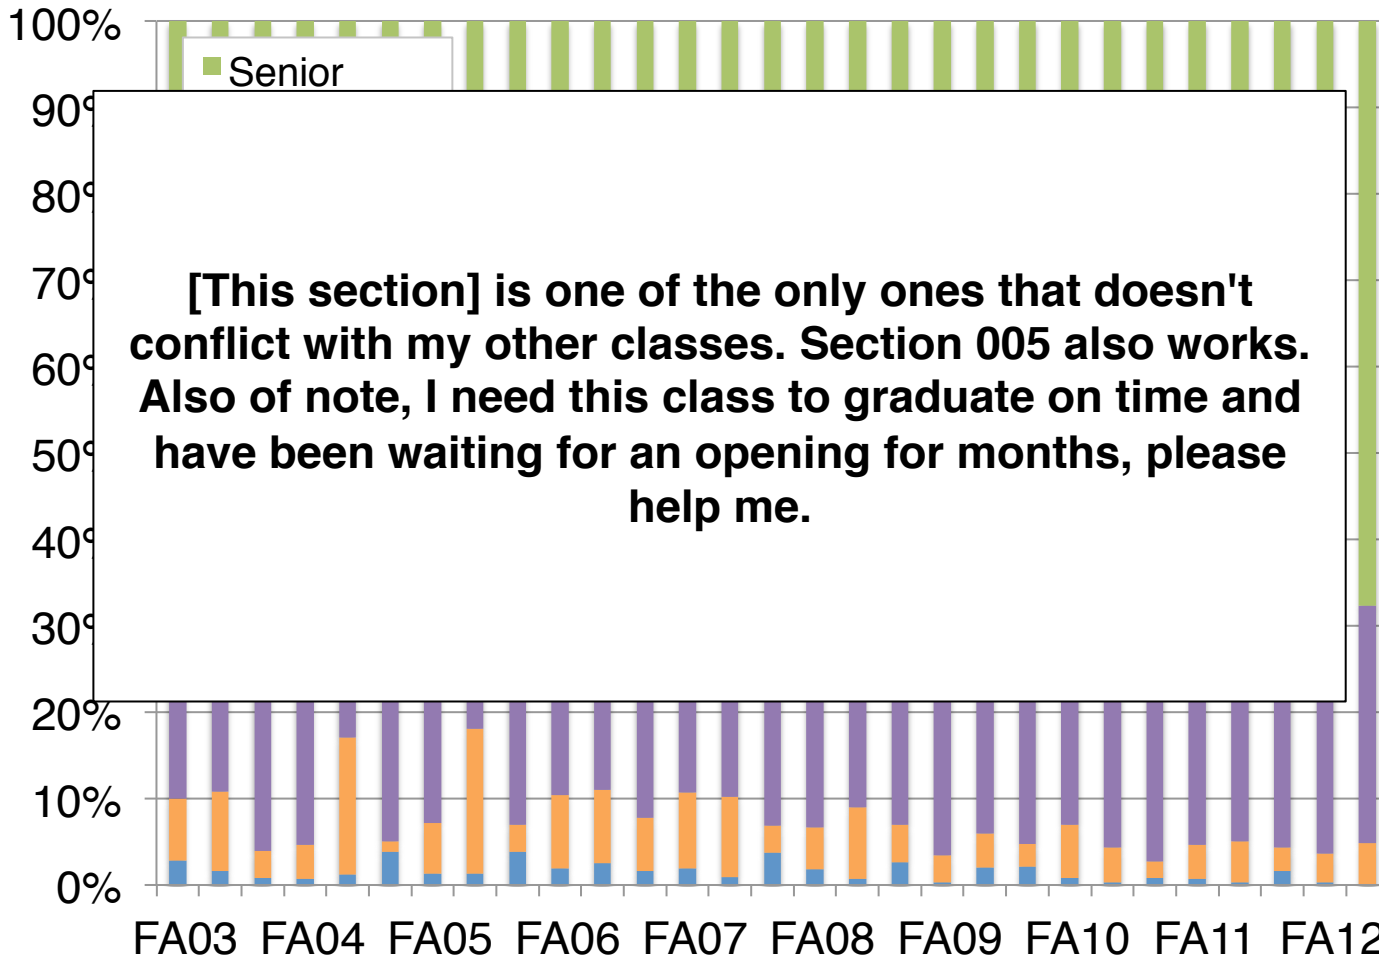 100%
Senior
90%
80%
70%
60%
50%
40%
30%
20%
10%
0%
[This section] is one of the only ones that doesn't
conflict with my other classes. Section 005 also works.
Also of note, I need this class to graduate on time and
have been waiting for an opening for months, please
help me.
FA03 FA04 FA05 FA06 FA07 FA08 FA09 FA10 FA11 FA12